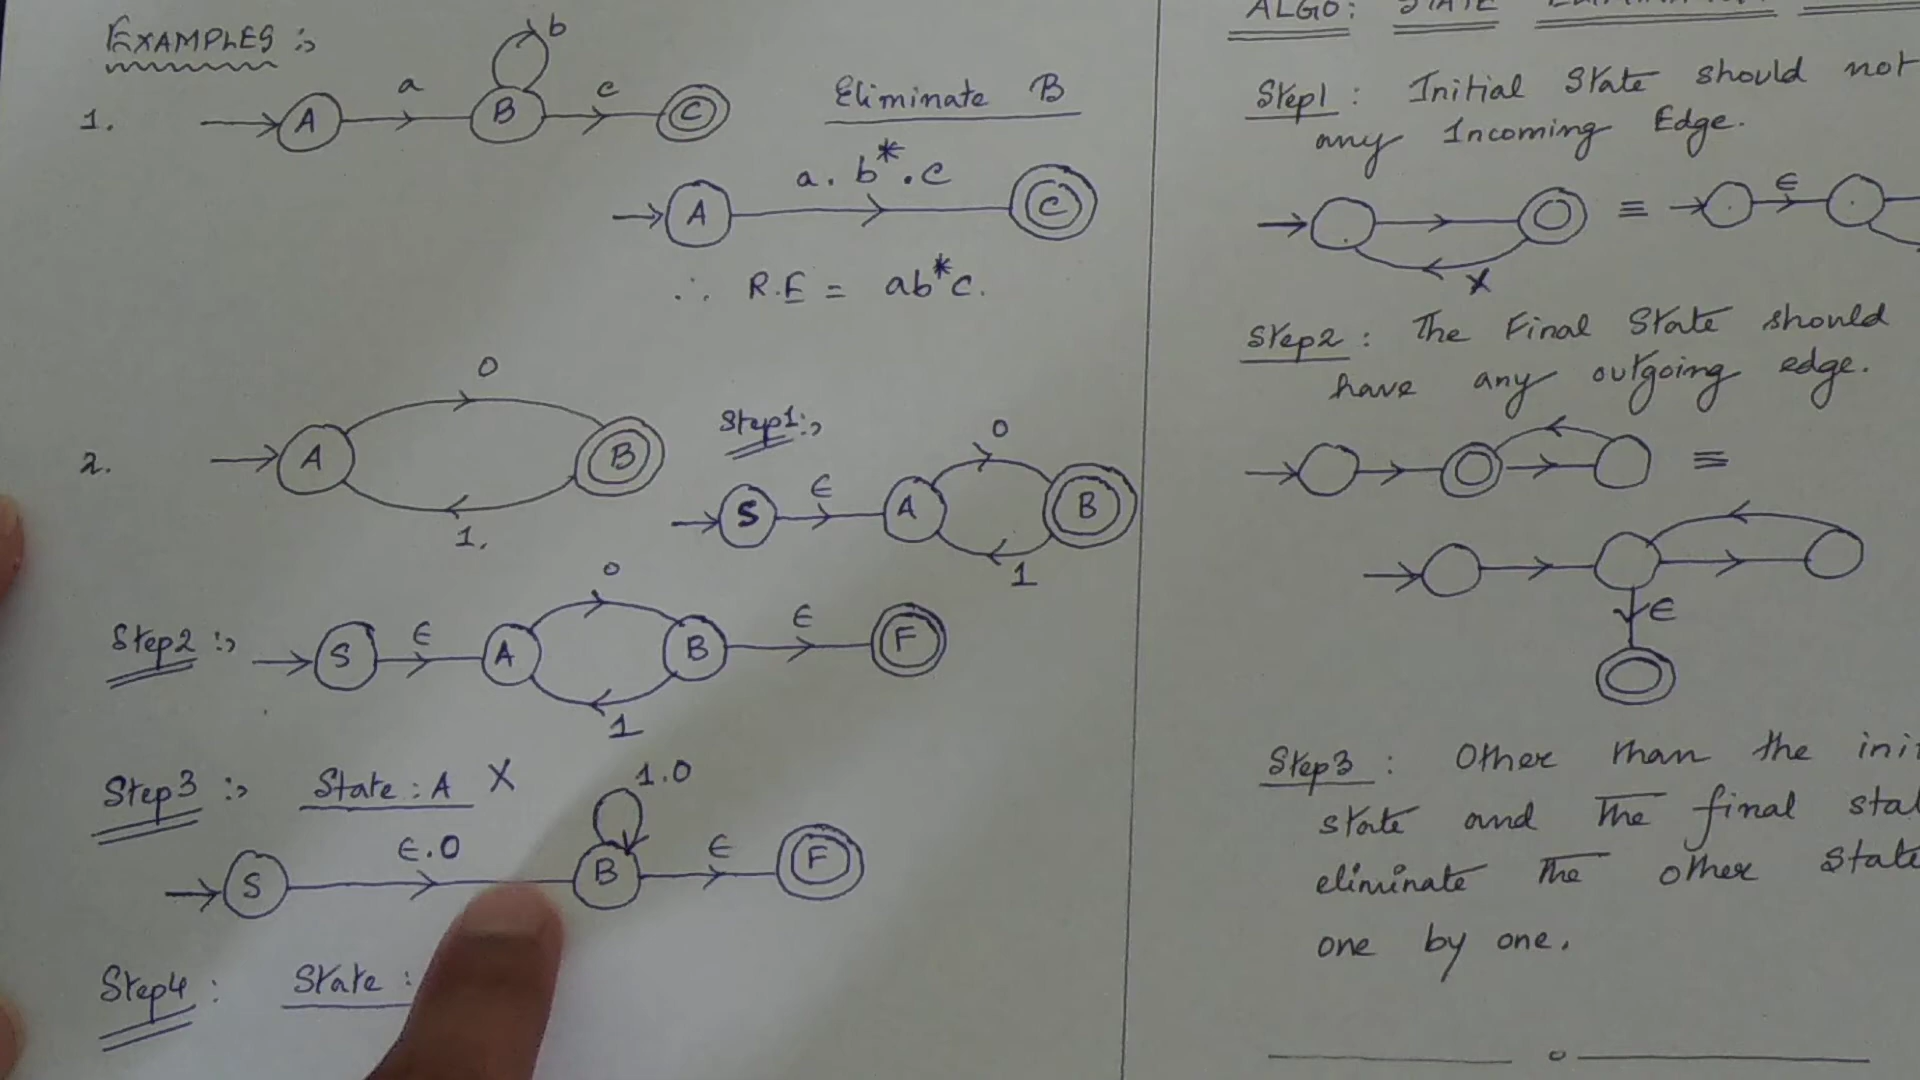 EXAMPLES :-
1.
A a B b c C
Eliminate B
A a.b*.c C
∴ R.E = ab*c.
2.
A 0 B 1.
Step1:-
S ϵ A 0 B 1
Step2 :-
S ϵ A 0 B 1 ϵ F
Step3 :- State : A X
S ϵ.0 B 1.0 ϵ F
Step4 : State :
ALGO: STATE
Step1 : Initial State should not
any Incoming Edge.
≡ ϵ
X
Step2 : The Final State should
have any outgoing edge.
≡
ϵ
Step3 : Other than the
state and The final
eliminate The other
one by one.